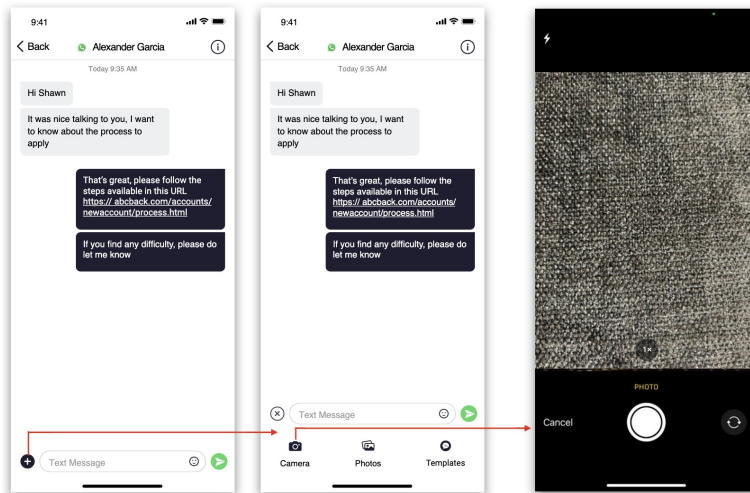 9:41
Back
Alexander Garcia
Today 9:35 AM
Hi Shawn
It was nice talking to you, I want
to know about the process to
apply
That's great, please follow the
steps available in this URL
https:// abcback.com/accounts/
newaccount/process.html
If you find any difficulty, please do
let me know
Text Message
9:41
Back
Alexander Garcia
Today 9:35 AM
Hi Shawn
It was nice talking to you, I want
to know about the process to
apply
That's great, please follow the
steps available in this URL
https:// abcback.com/accounts/
newaccount/process.html
If you find any difficulty, please do
let me know
Text Message
Camera Photos Templates
1×
PHOTO
Cancel